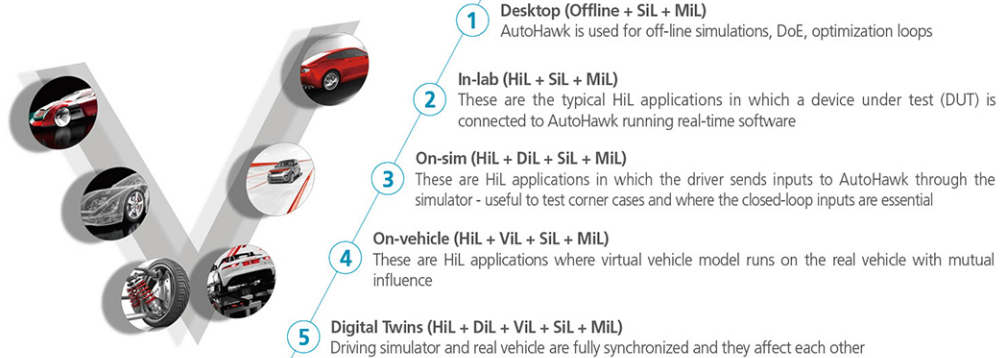 1
Desktop (Offline + SiL + MiL)
AutoHawk is used for off-line simulations, DoE, optimization loops
2
In-lab (HiL + SiL + MiL)
These are the typical HiL applications in which a device under test (DUT) is
connected to AutoHawk running real-time software
3
On-sim (HiL + DiL + SiL + MiL)
These are HiL applications in which the driver sends inputs to AutoHawk through the
simulator - useful to test corner cases and where the closed-loop inputs are essential
4
On-vehicle (HiL + ViL + SiL + MiL)
These are HiL applications where virtual vehicle model runs on the real vehicle with mutual
influence
5
Digital Twins (HiL + DiL + ViL + SiL + MiL)
Driving simulator and real vehicle are fully synchronized and they affect each other